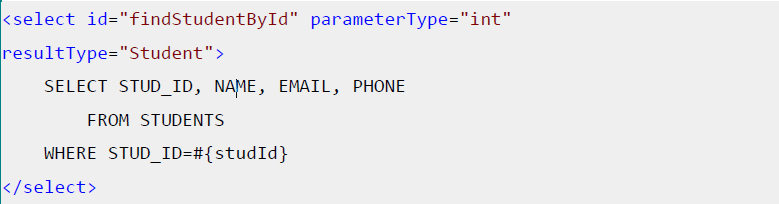 <select id="findStudentById" parameterType="int"
resultType="Student">
SELECT STUD_ID, NAME, EMAIL, PHONE
FROM STUDENTS
WHERE STUD_ID=#{studId}
</select>